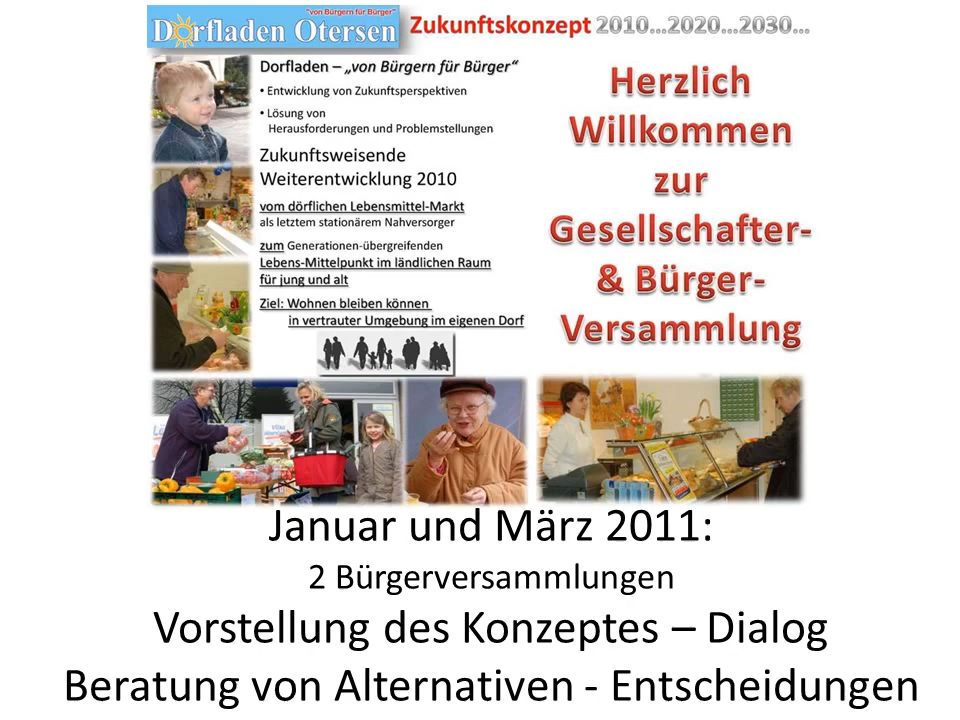 "von Bürgern für Bürger"
Dorfladen Otersen
Zukunftskonzept 2010...2020...2030...
Dorfladen – „von Bürgern für Bürger“
• Entwicklung von Zukunftsperspektiven
• Lösung von
Herausforderungen und Problemstellungen
Zukunftsweisende
Weiterentwicklung 2010
vom dörflichen Lebensmittel-Markt
als letztem stationärem Nahversorger
zum Generationen-übergreifenden
Lebens-Mittelpunkt im ländlichen Raum
für jung und alt
Ziel: Wohnen bleiben können
in vertrauter Umgebung im eigenen Dorf
Herzlich
Willkommen
zur
Gesellschafter-
& Bürger-
Versammlung
Januar und März 2011:
2 Bürgerversammlungen
Vorstellung des Konzeptes – Dialog
Beratung von Alternativen - Entscheidungen